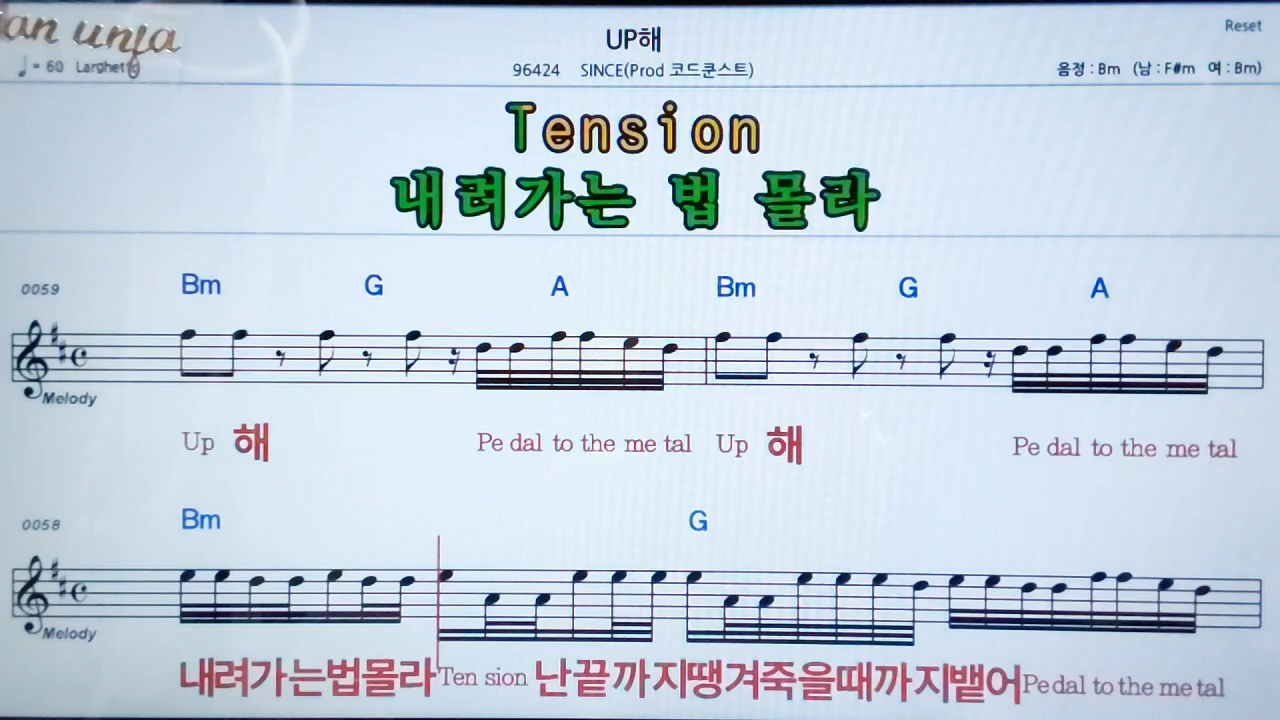 an unja
UP해
Reset
♩= 60 Larghetto
96424 SINCE(Prod 코드쿤스트)
음정 : Bm (남 : F#m 여 : Bm)
Tension
내려가는 법 몰라
0059 Bm G A Bm G A
Melody
Up 해 Pe dal to the me tal Up 해 Pe dal to the me tal
0058 Bm G
Melody
내려가는법몰라 Ten sion 난끝까지땡겨죽을때까지뱉어 Pe dal to the me tal